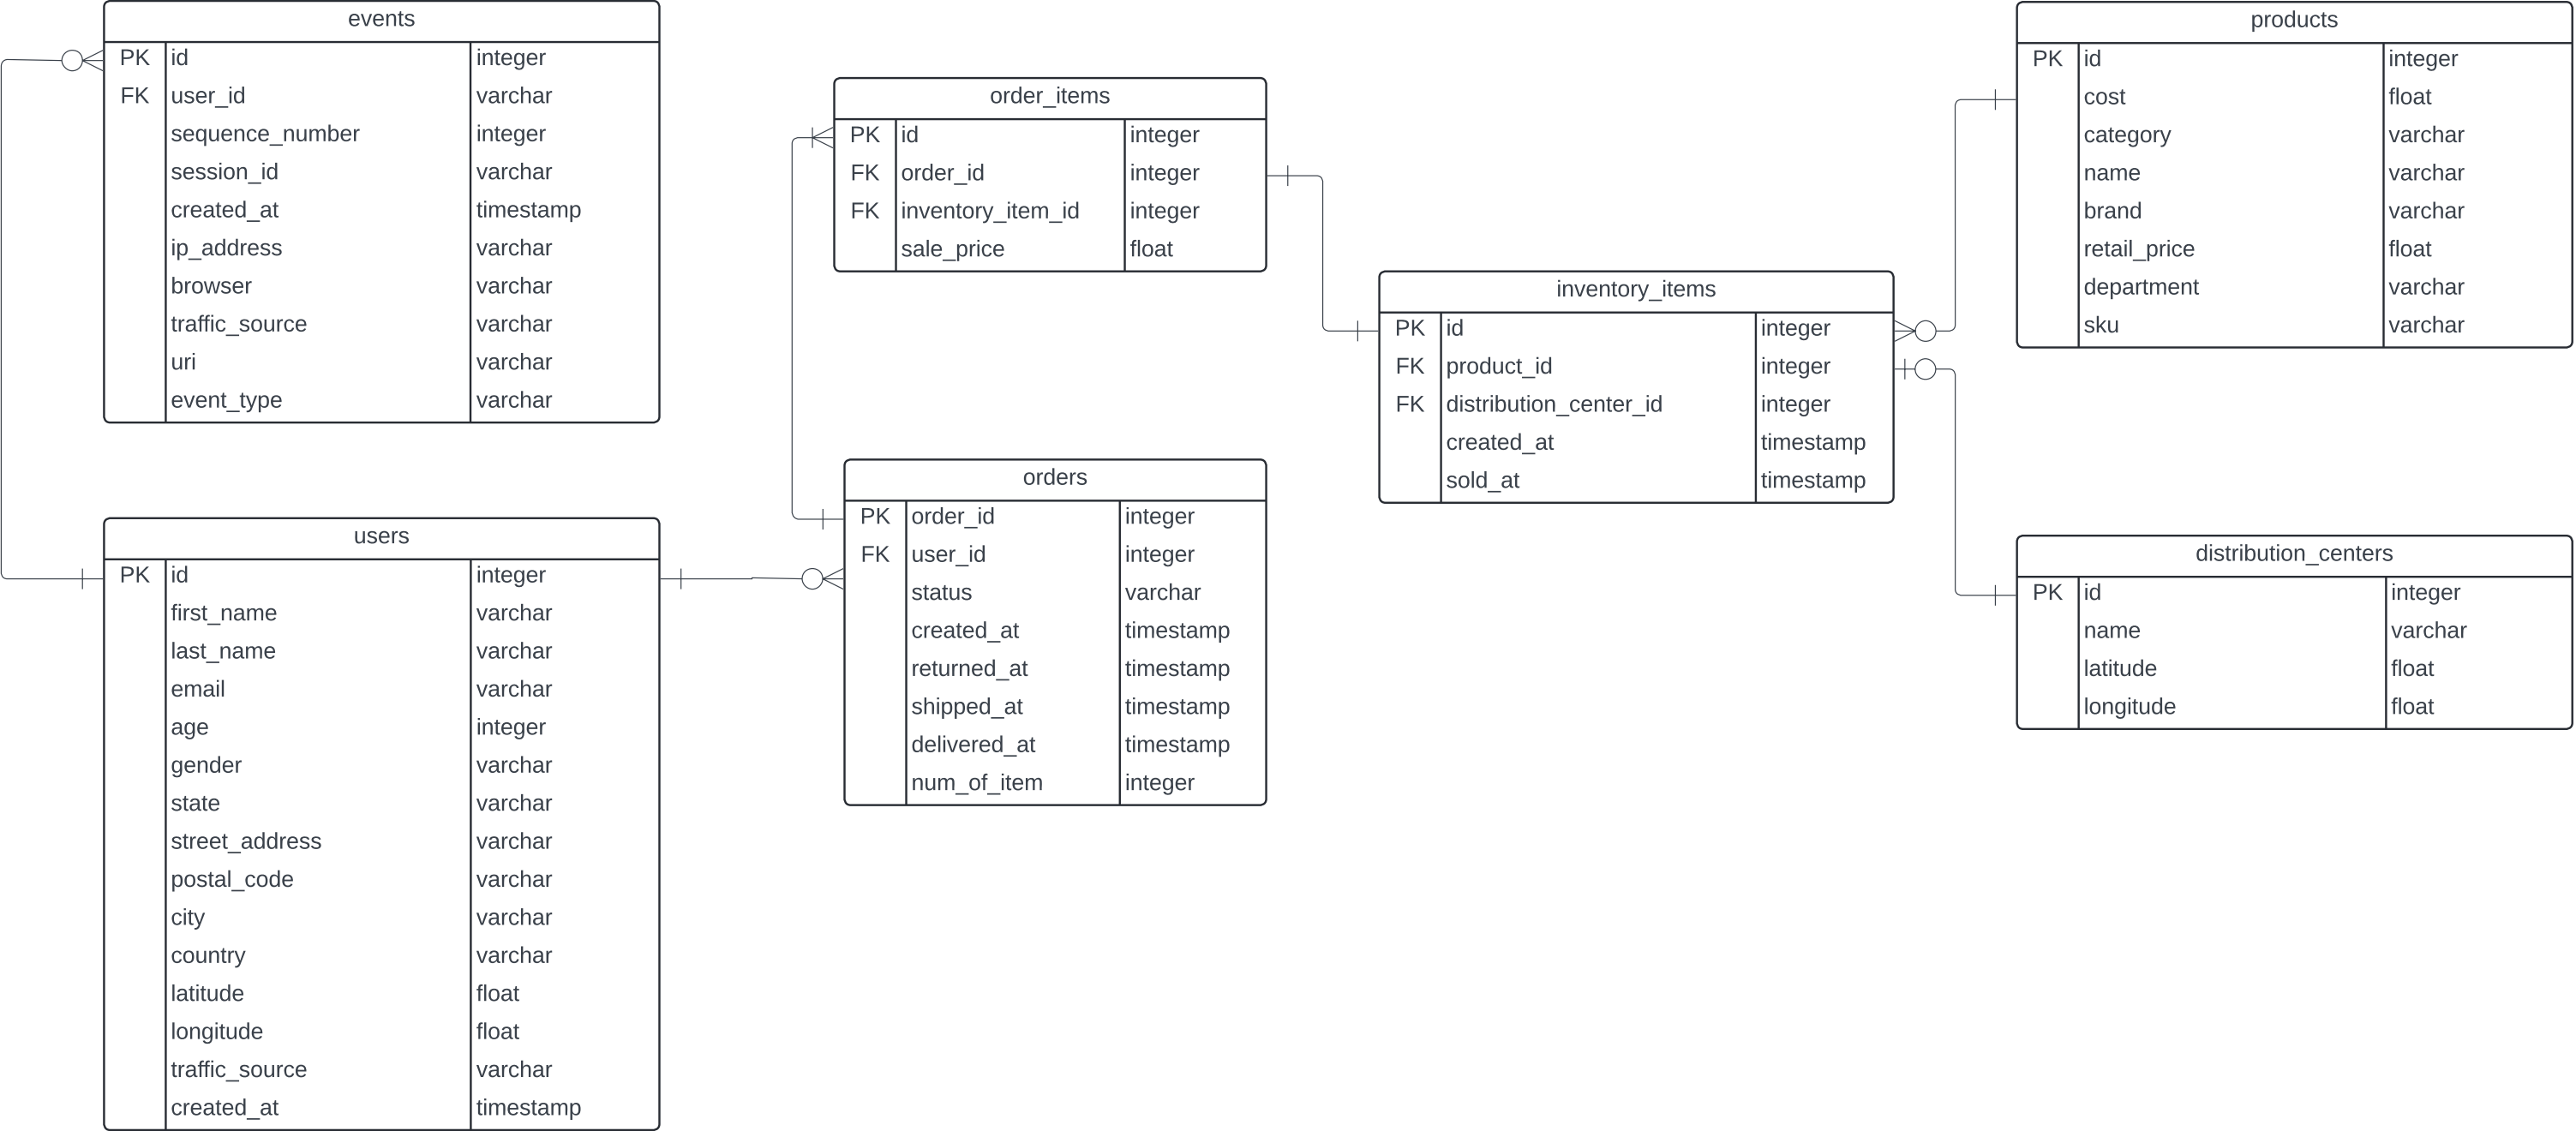 events
PK id integer
FK user_id varchar
sequence_number integer
session_id varchar
created_at timestamp
ip_address varchar
browser varchar
traffic_source varchar
uri varchar
event_type varchar
users
PK id integer
first_name varchar
last_name varchar
email varchar
age integer
gender varchar
state varchar
street_address varchar
postal_code varchar
city varchar
country varchar
latitude float
longitude float
traffic_source varchar
created_at timestamp
order_items
PK id integer
FK order_id integer
FK inventory_item_id integer
sale_price float
orders
PK order_id integer
FK user_id integer
status varchar
created_at timestamp
returned_at timestamp
shipped_at timestamp
delivered_at timestamp
num_of_item integer
inventory_items
PK id integer
FK product_id integer
FK distribution_center_id integer
created_at timestamp
sold_at timestamp
products
PK id integer
cost float
category varchar
name varchar
brand varchar
retail_price float
department varchar
sku varchar
distribution_centers
PK id integer
name varchar
latitude float
longitude float